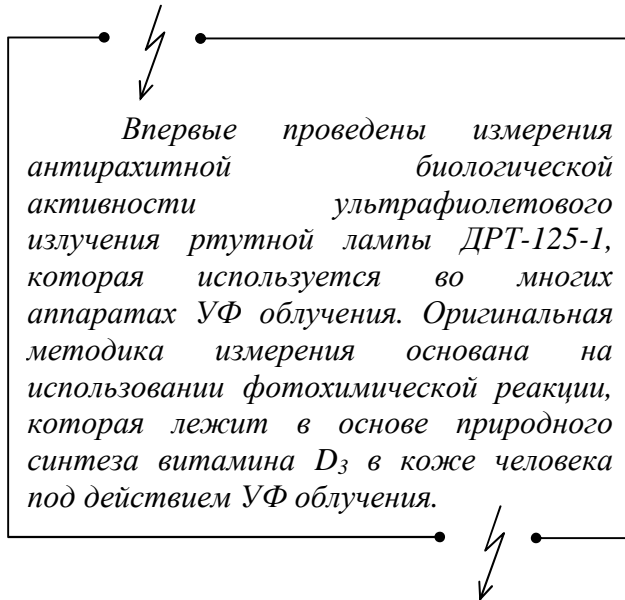 Впервые проведены измерения
антирахитной биологической
активности ультрафиолетового
излучения ртутной лампы ДРТ-125-1,
которая используется во многих
аппаратах УФ облучения. Оригинальная
методика измерения основана на
использовании фотохимической реакции,
которая лежит в основе природного
синтеза витамина D₃ в коже человека
под действием УФ облучения.